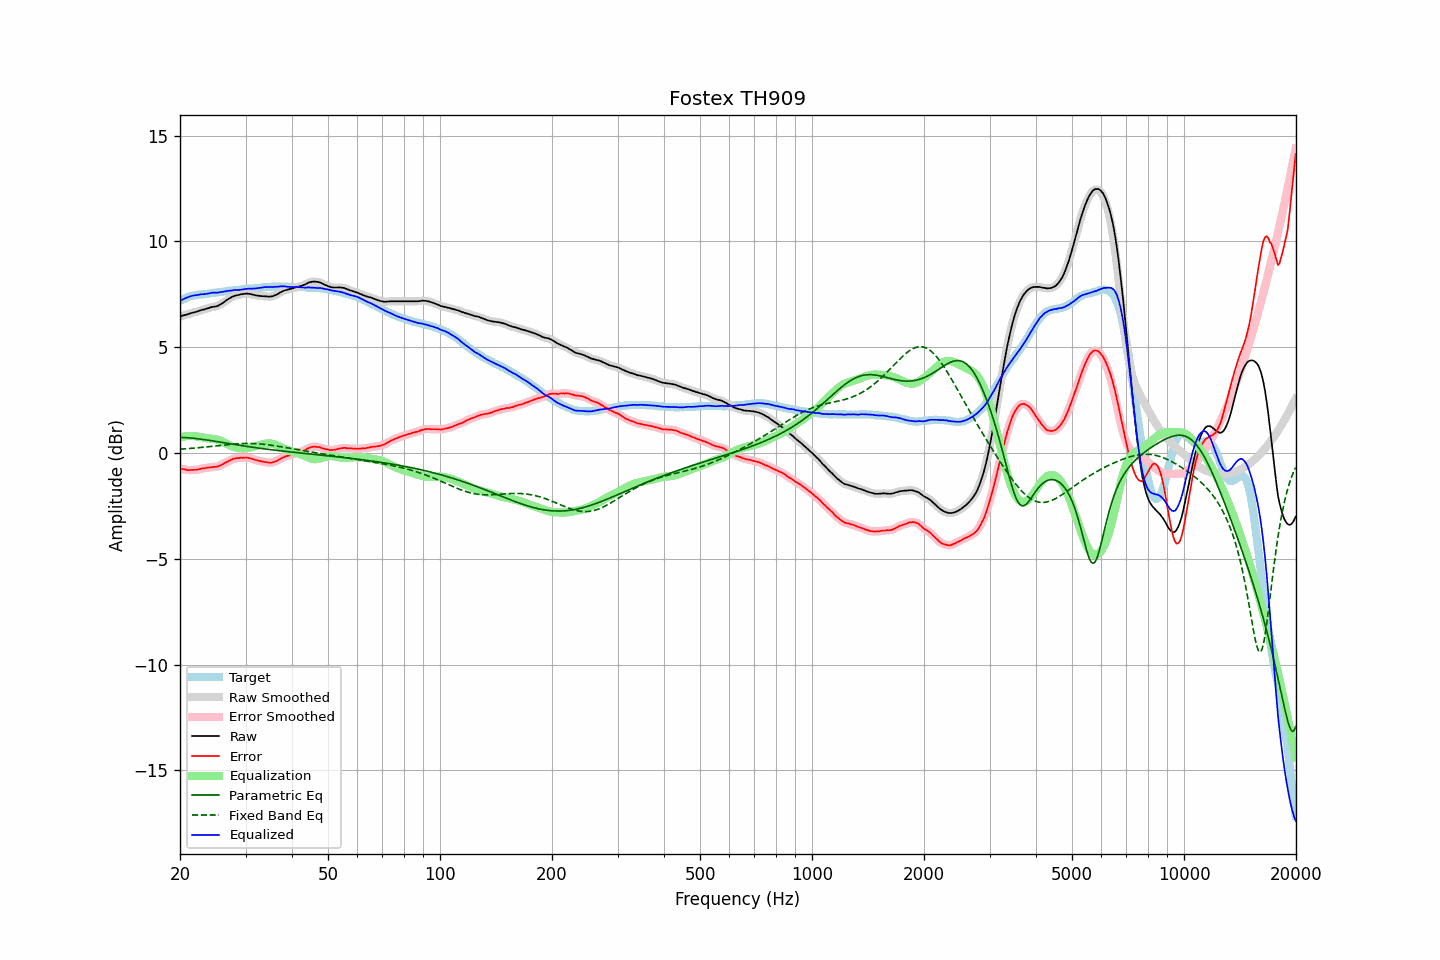 Fostex TH909
15
10
5
0
−5
−10
−15
Amplitude (dBr)
Target
Raw Smoothed
Error Smoothed
Raw
Error
Equalization
Parametric Eq
Fixed Band Eq
Equalized
20 50 100 200 500 1000 2000 5000 10000 20000
Frequency (Hz)